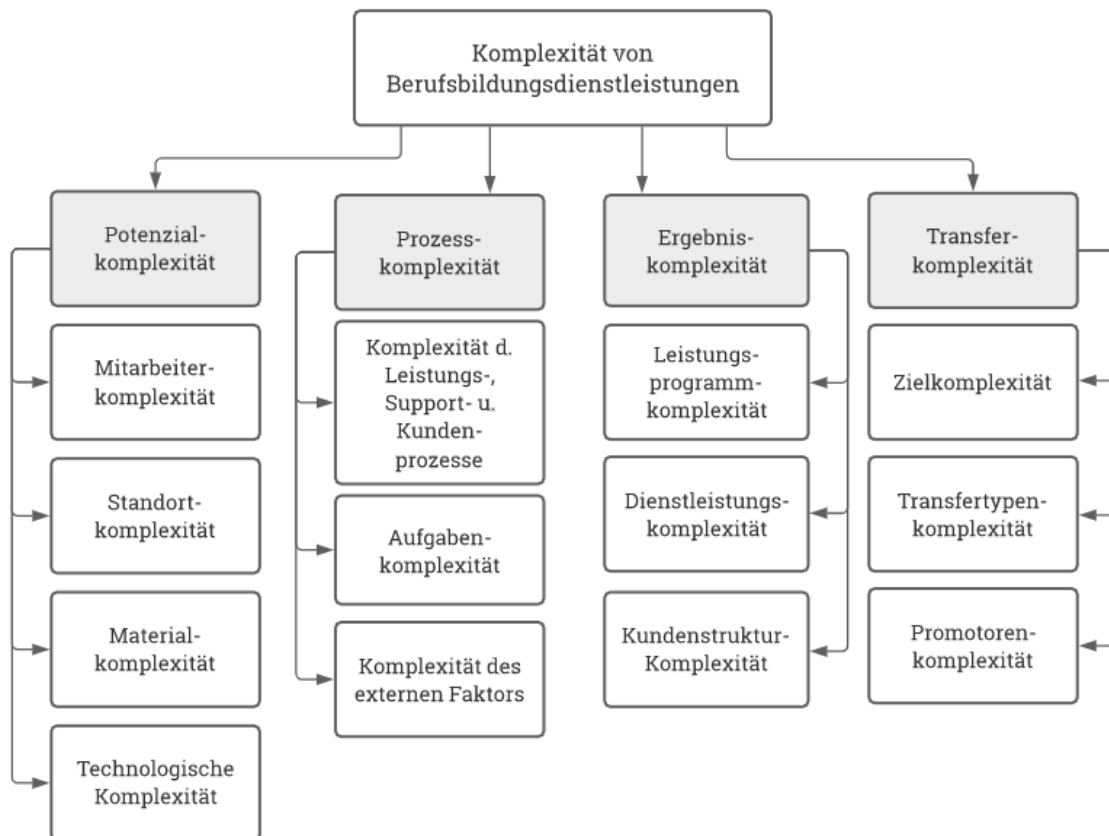 Komplexität von
Berufsbildungsdienstleistungen
Potenzial-
komplexität
Mitarbeiter-
komplexität
Standort-
komplexität
Material-
komplexität
Technologische
Komplexität
Prozess-
komplexität
Komplexität d.
Leistungs-,
Support- u.
Kunden-
prozesse
Aufgaben-
komplexität
Komplexität des
externen Faktors
Ergebnis-
komplexität
Leistungs-
programm-
komplexität
Dienstleistungs-
komplexität
Kundenstruktur-
Komplexität
Transfer-
komplexität
Zielkomplexität
Transfertypen-
komplexität
Promotoren-
komplexität